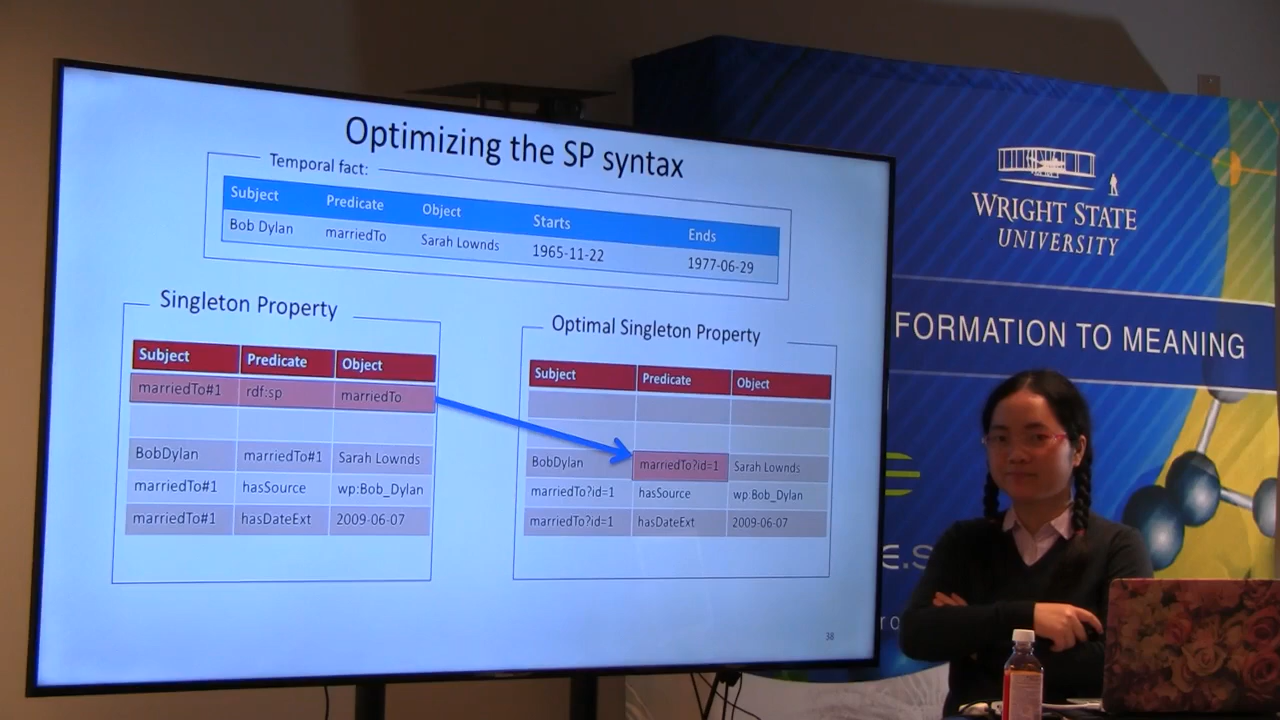 Optimizing the SP syntax
Temporal fact:
Subject Predicate Object Starts Ends
Bob Dylan marriedTo Sarah Lownds 1965-11-22 1977-06-29
Singleton Property
Subject Predicate Object
marriedTo#1 rdf:sp marriedTo
BobDylan marriedTo#1 Sarah Lownds
marriedTo#1 hasSource wp:Bob_Dylan
marriedTo#1 hasDateExt 2009-06-07
Optimal Singleton Property
Subject Predicate Object
BobDylan marriedTo?id=1 Sarah Lownds
marriedTo?id=1 hasSource wp.Bob_Dylan
marriedTo?id=1 hasDateExt 2009-06-07
38
WRIGHT STATE
UNIVERSITY
FORMATION TO MEANING